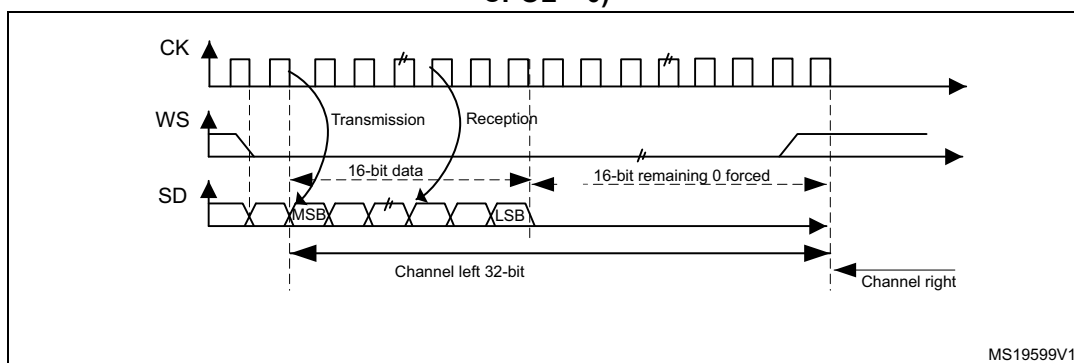 CK
WS
Transmission
Reception
16-bit data
16-bit remaining 0 forced
SD
MSB
LSB
Channel left 32-bit
Channel right
MS19599V1